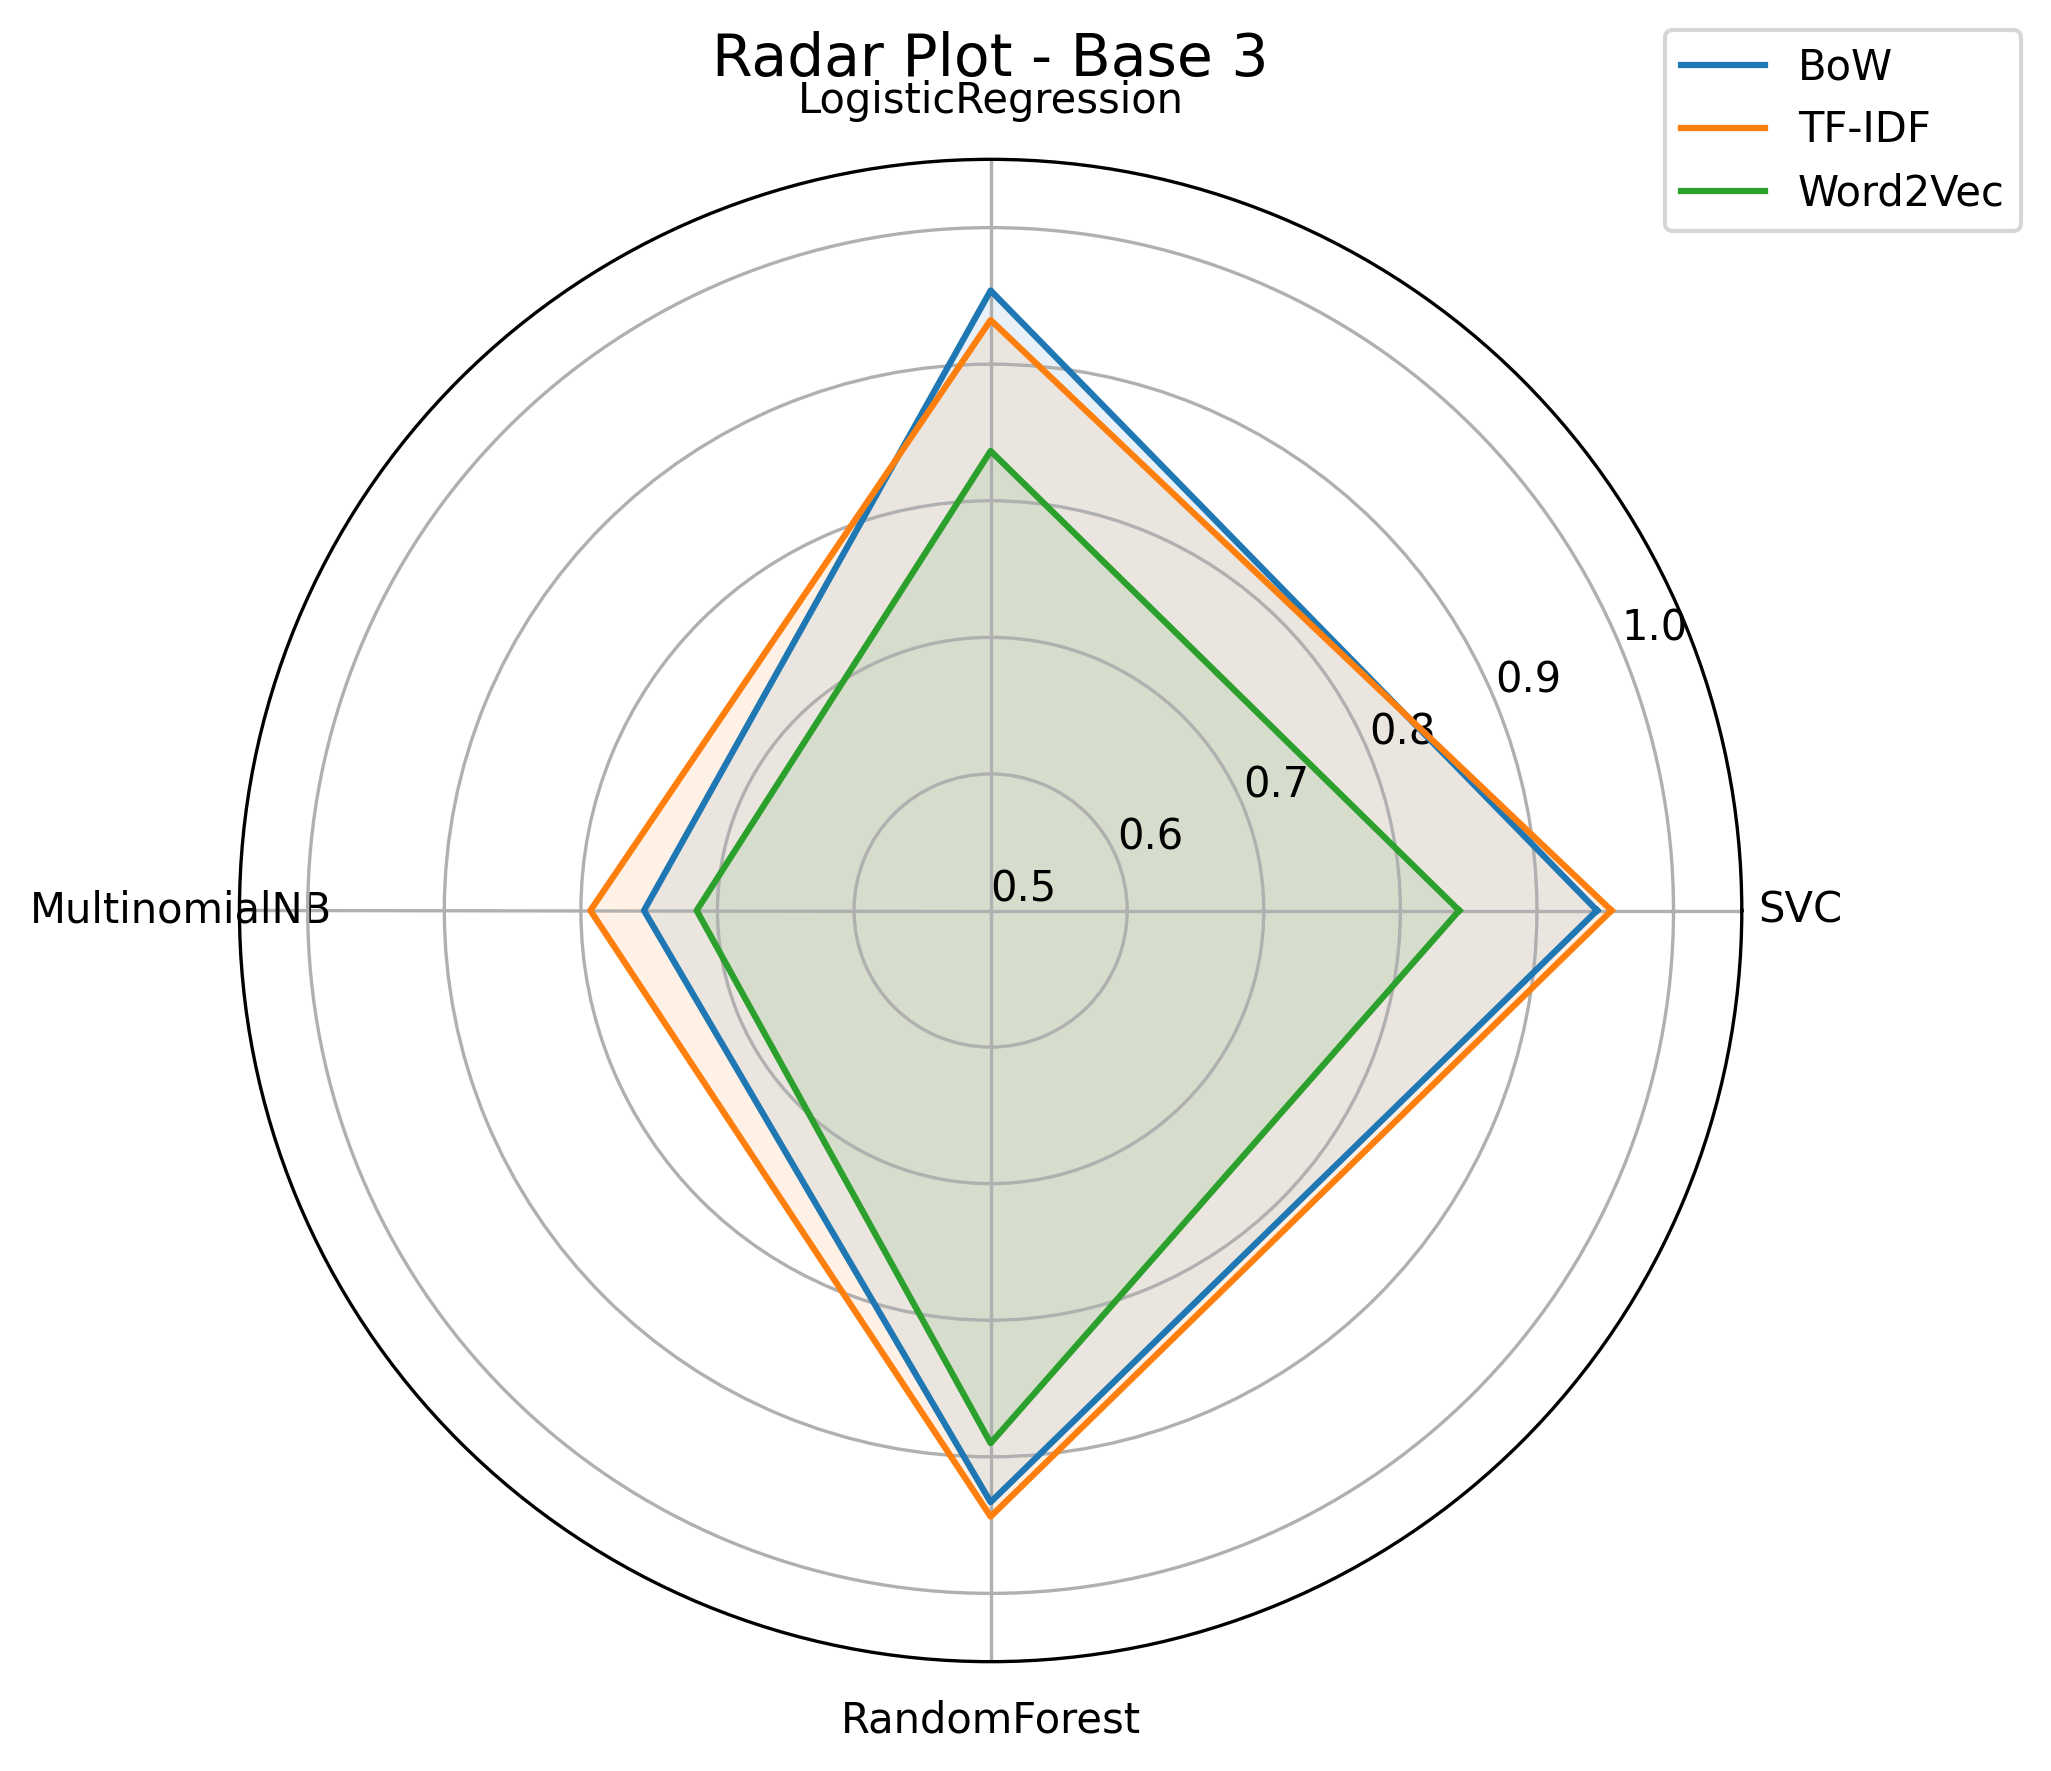 Radar Plot - Base 3
LogisticRegression
BoW
TF-IDF
Word2Vec
1.0
0.9
0.8
0.7
0.6
0.5
MultinomialNB
SVC
RandomForest